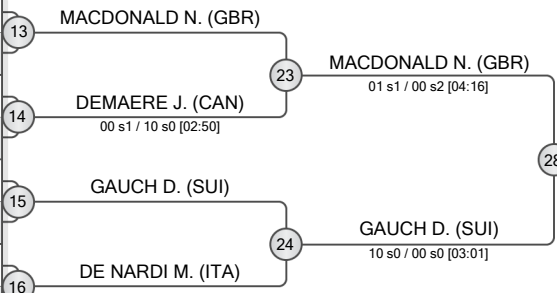 13
MACDONALD N. (GBR)
23
MACDONALD N. (GBR)
01 s1 / 00 s2 [04:16]
14
DEMAERE J. (CAN)
00 s1 / 10 s0 [02:50]
28
15
GAUCH D. (SUI)
24
GAUCH D. (SUI)
10 s0 / 00 s0 [03:01]
16
DE NARDI M. (ITA)